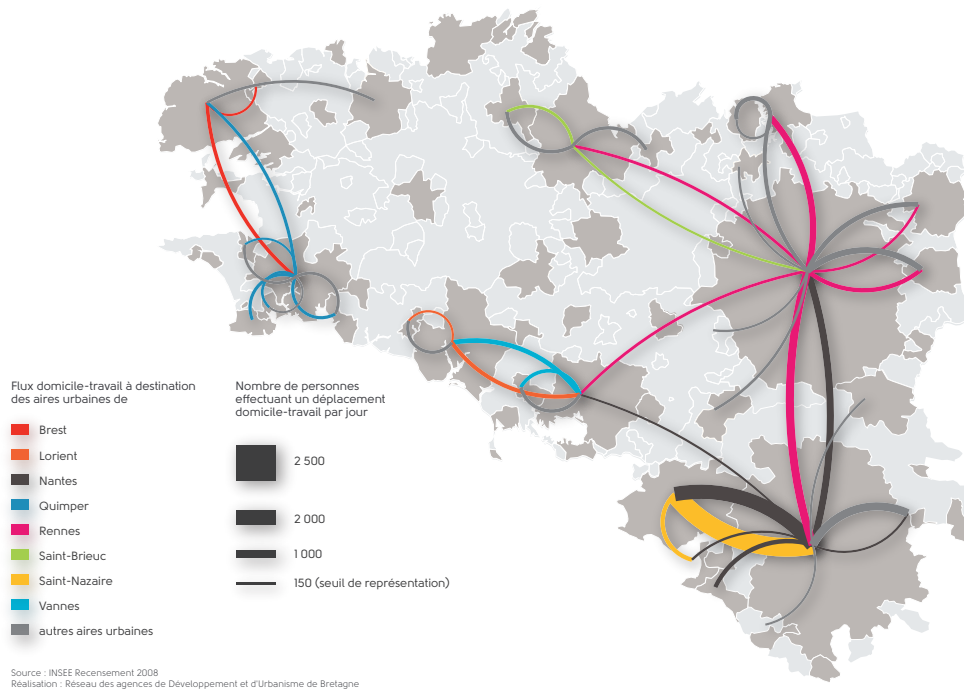 Flux domicile-travail à destination
des aires urbaines de
Brest
Lorient
Nantes
Quimper
Rennes
Saint-Brieuc
Saint-Nazaire
Vannes
autres aires urbaines
Nombre de personnes
effectuant un déplacement
domicile-travail par jour
2 500
2 000
1 000
150 (seuil de représentation)
Source : INSEE Recensement 2008
Réalisation : Réseau des agences de Développement et d'Urbanisme de Bretagne